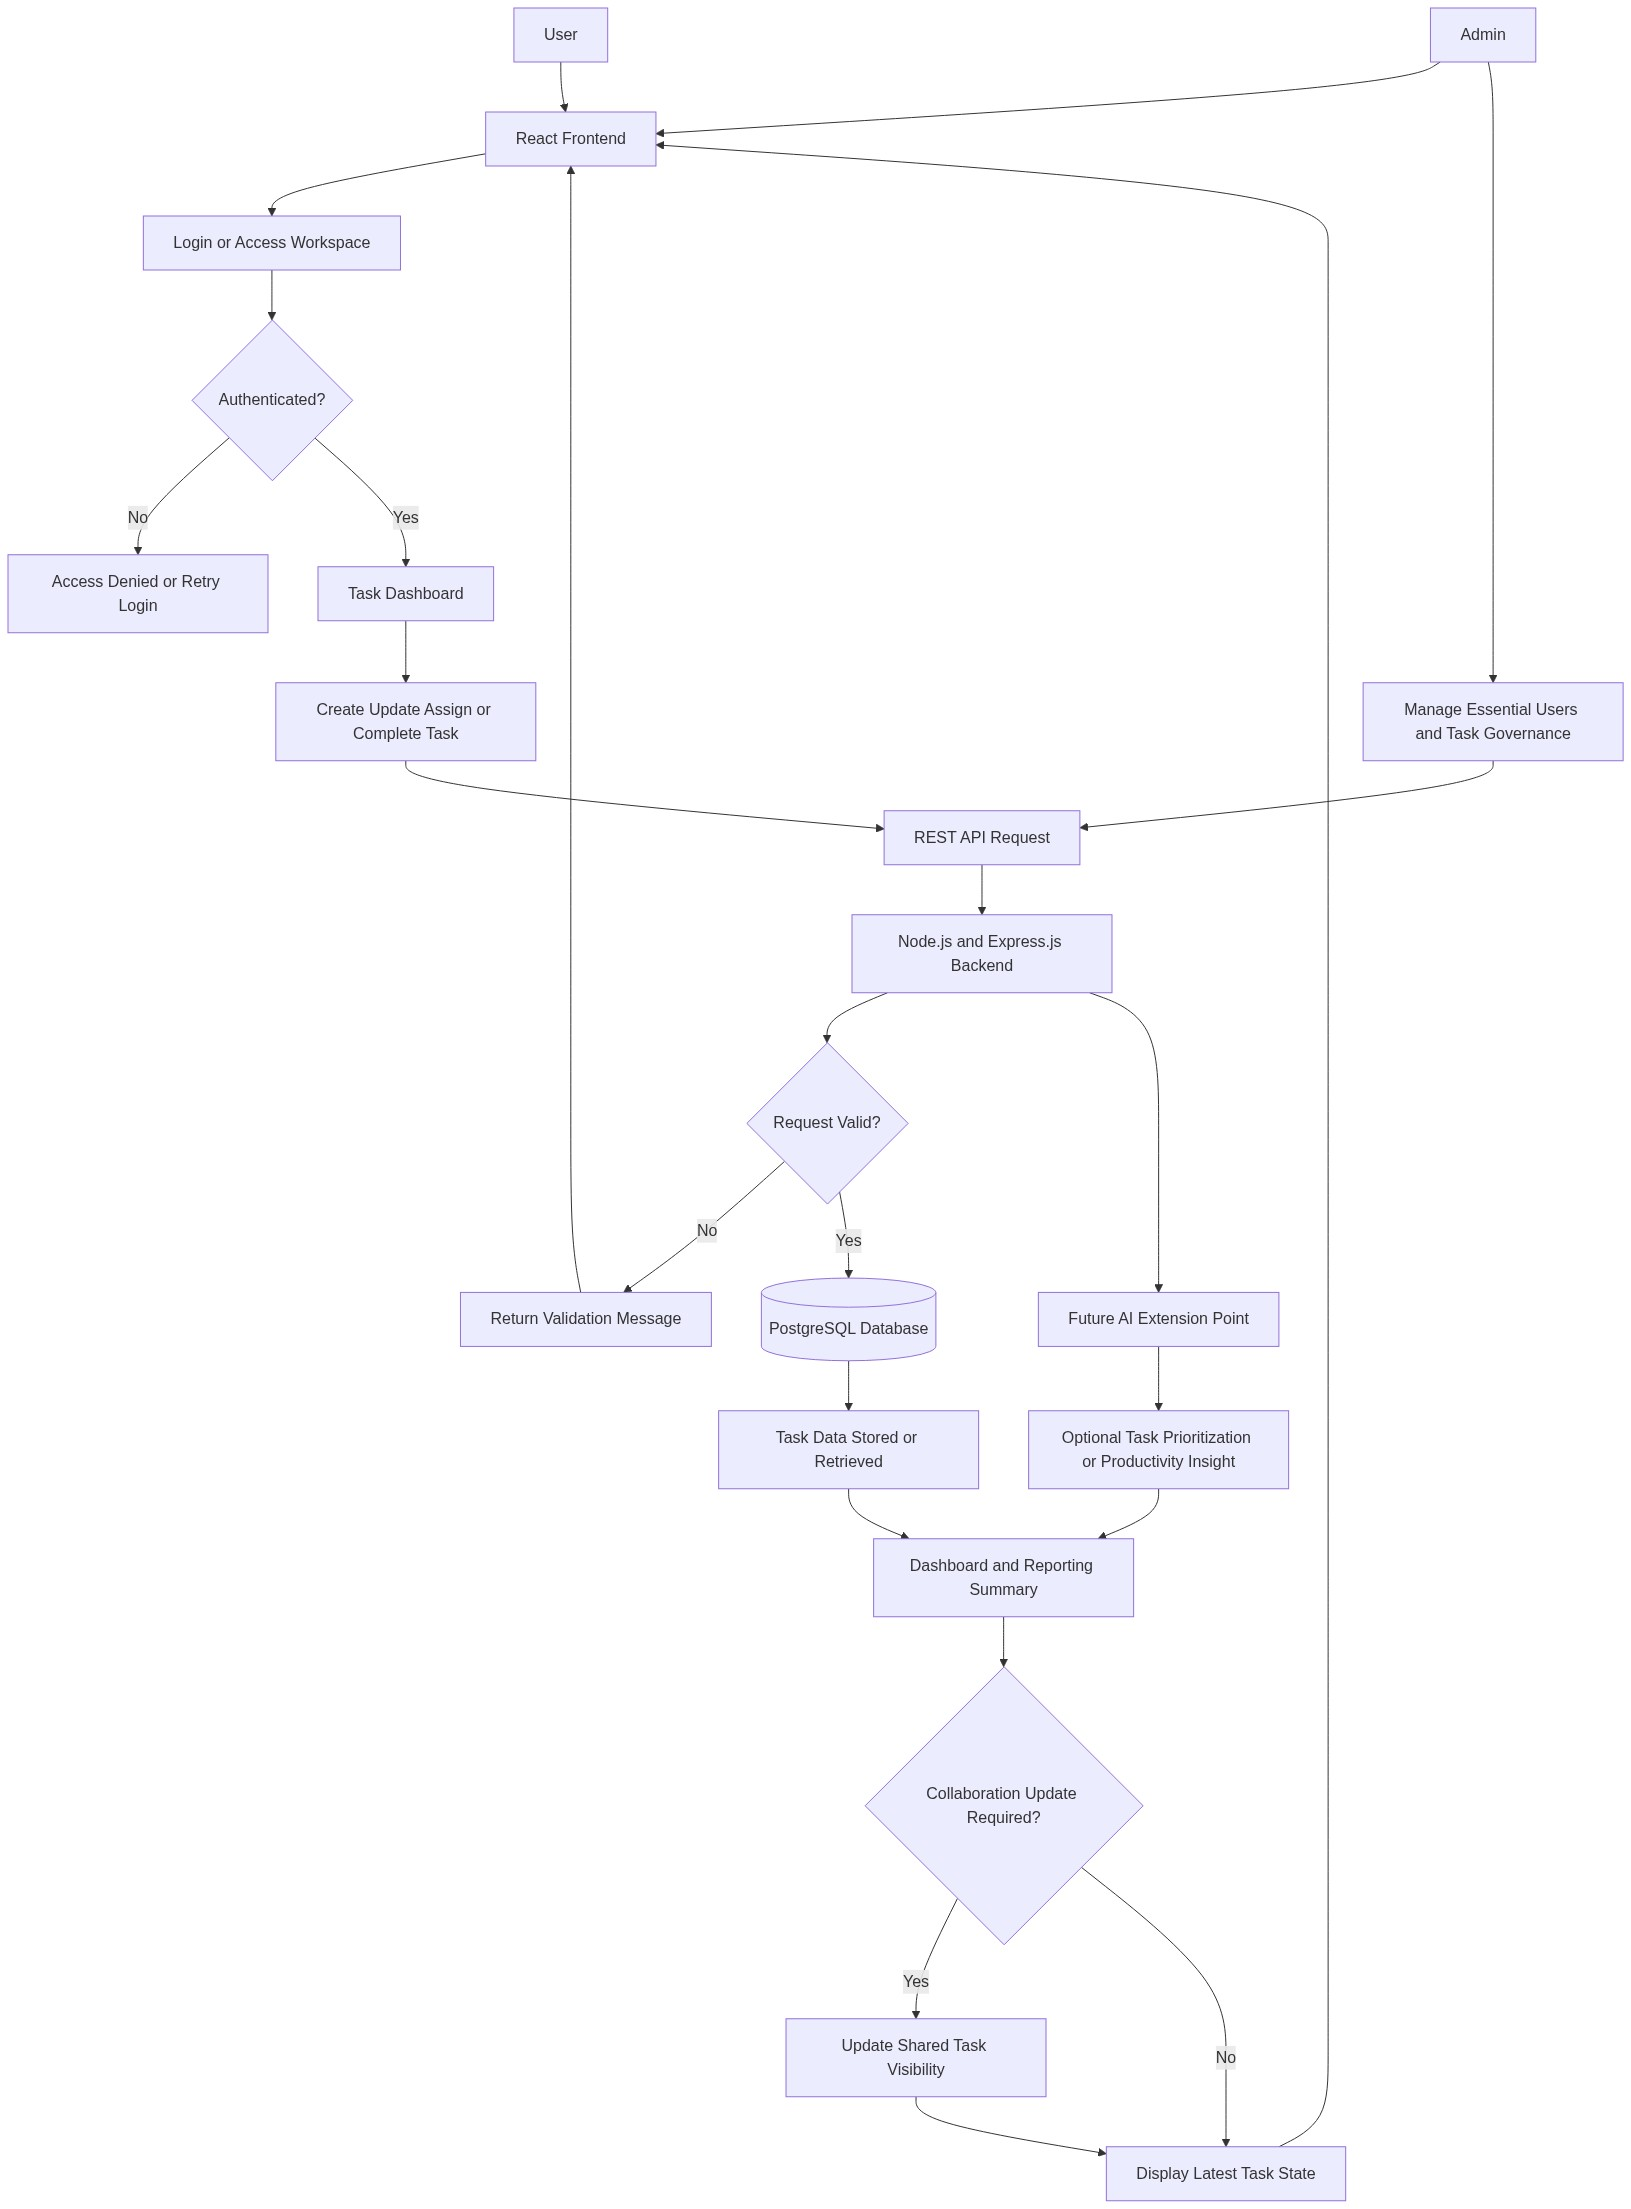 User
Admin
React Frontend
Login or Access Workspace
Authenticated?
No
Yes
Access Denied or Retry
Login
Task Dashboard
Create Update Assign or
Complete Task
Manage Essential Users
and Task Governance
REST API Request
Node.js and Express.js
Backend
Request Valid?
No
Yes
Return Validation Message
PostgreSQL Database
Future AI Extension Point
Task Data Stored or
Retrieved
Optional Task Prioritization
or Productivity Insight
Dashboard and Reporting
Summary
Collaboration Update
Required?
Yes
No
Update Shared Task
Visibility
Display Latest Task State